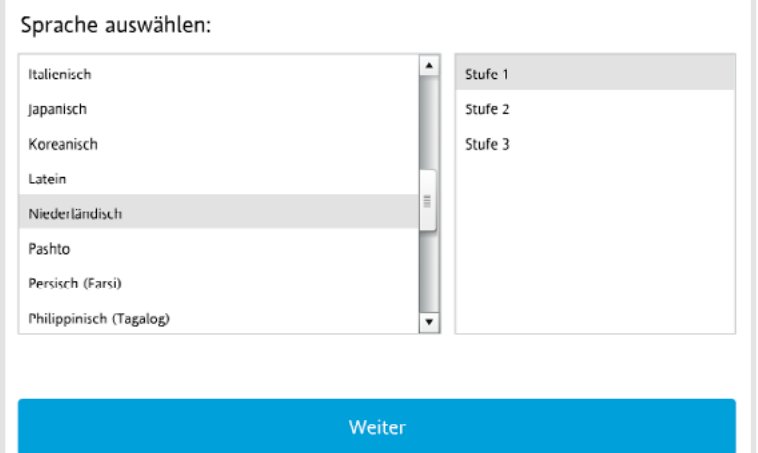 Sprache auswählen:
Italienisch
Japanisch
Koreanisch
Latein
Niederländisch
Pashto
Persisch (Farsi)
Philippinisch (Tagalog)
Stufe 1
Stufe 2
Stufe 3
Weiter